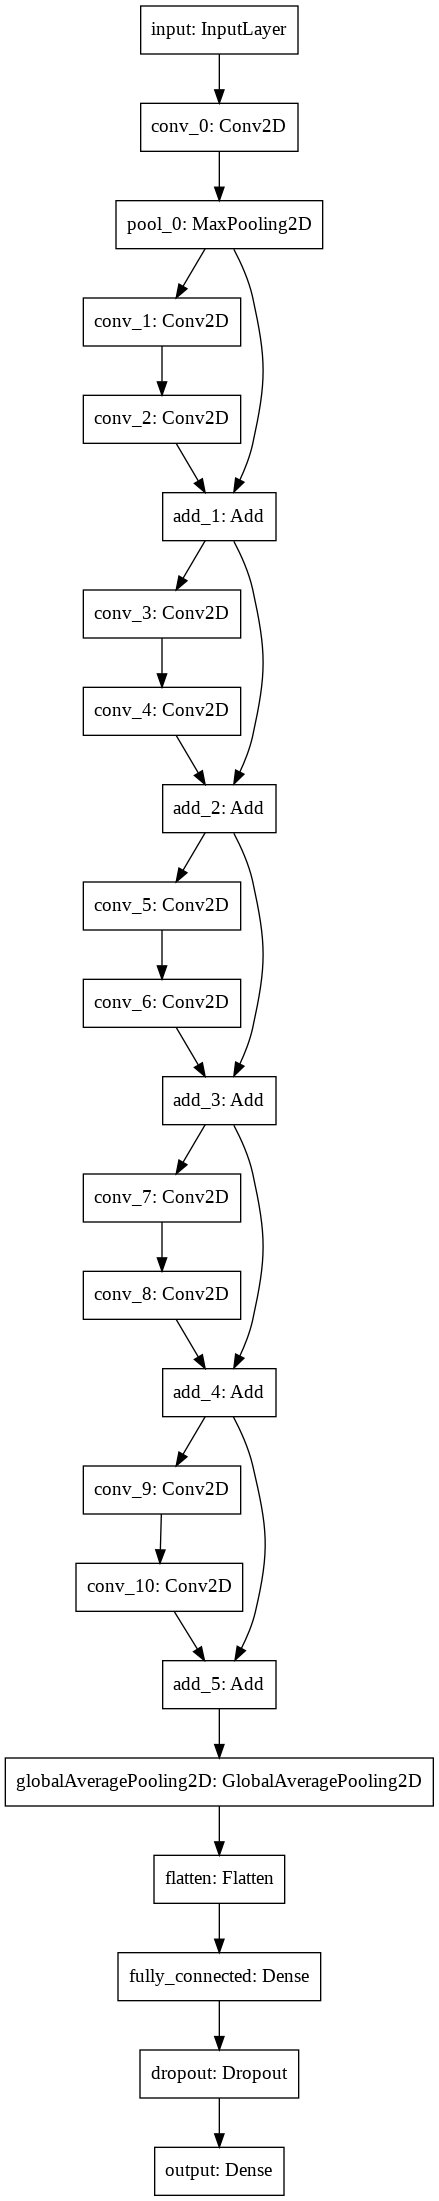 input: InputLayer
conv_0: Conv2D
pool_0: MaxPooling2D
conv_1: Conv2D
conv_2: Conv2D
add_1: Add
conv_3: Conv2D
conv_4: Conv2D
add_2: Add
conv_5: Conv2D
conv_6: Conv2D
add_3: Add
conv_7: Conv2D
conv_8: Conv2D
add_4: Add
conv_9: Conv2D
conv_10: Conv2D
add_5: Add
globalAveragePooling2D: GlobalAveragePooling2D
flatten: Flatten
fully_connected: Dense
dropout: Dropout
output: Dense